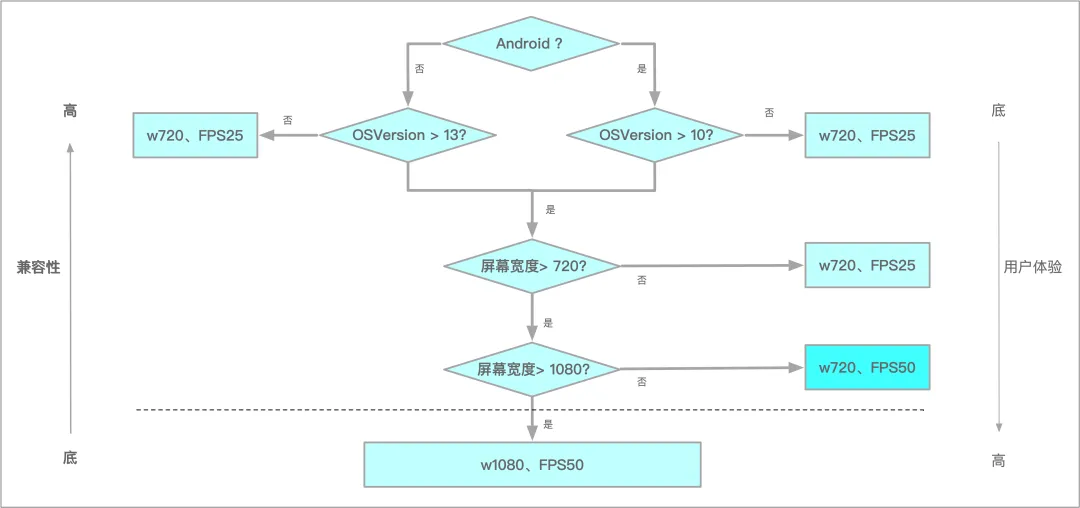 Android ?
否
是
高
底
w720、FPS25
否
OSVersion > 13?
OSVersion > 10?
否
w720、FPS25
是
兼容性
屏幕宽度> 720?
否
w720、FPS25
用户体验
是
屏幕宽度> 1080?
否
w720、FPS50
是
底
w1080、FPS50
高